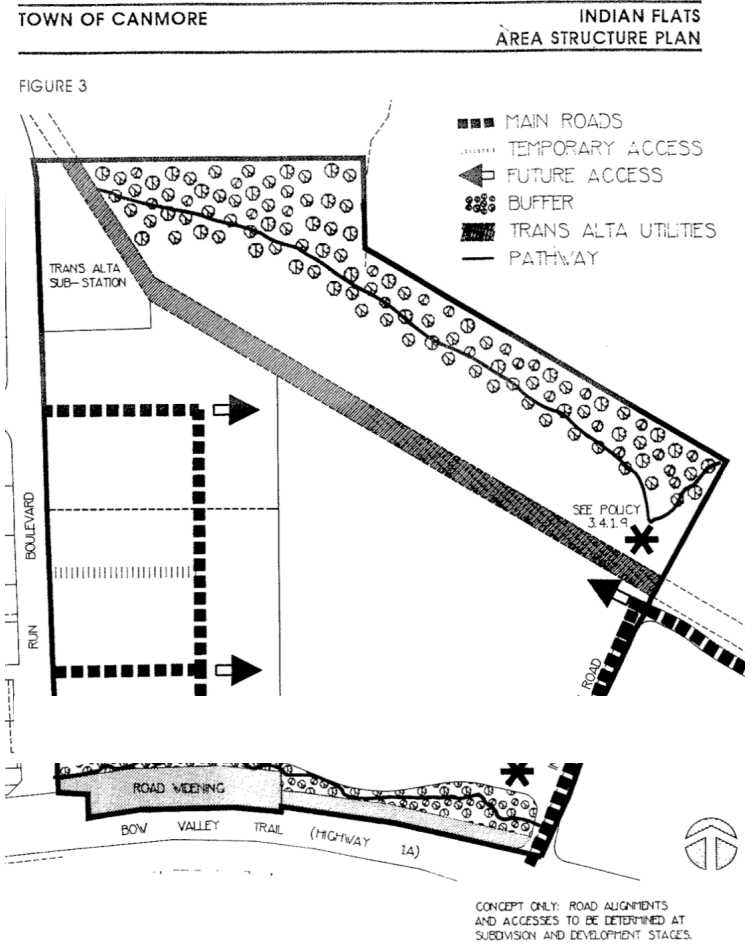 TOWN OF CANMORE
INDIAN FLATS
AREA STRUCTURE PLAN
FIGURE 3
MAIN ROADS
TEMPORARY ACCESS
FUTURE ACCESS
BUFFER
TRANS ALTA UTILITIES
PATHWAY
TRANS ALTA
SUB-STATION
SEE POLICY
3.4.1.9
RUN BOULEVARD
ROAD
ROAD WIDENING
BOW VALLEY TRAIL (HIGHWAY 1A)
CONCEPT ONLY: ROAD ALIGNMENTS
AND ACCESSES TO BE DETERMINED AT
SUBDIVISION AND DEVELOPMENT STAGES.